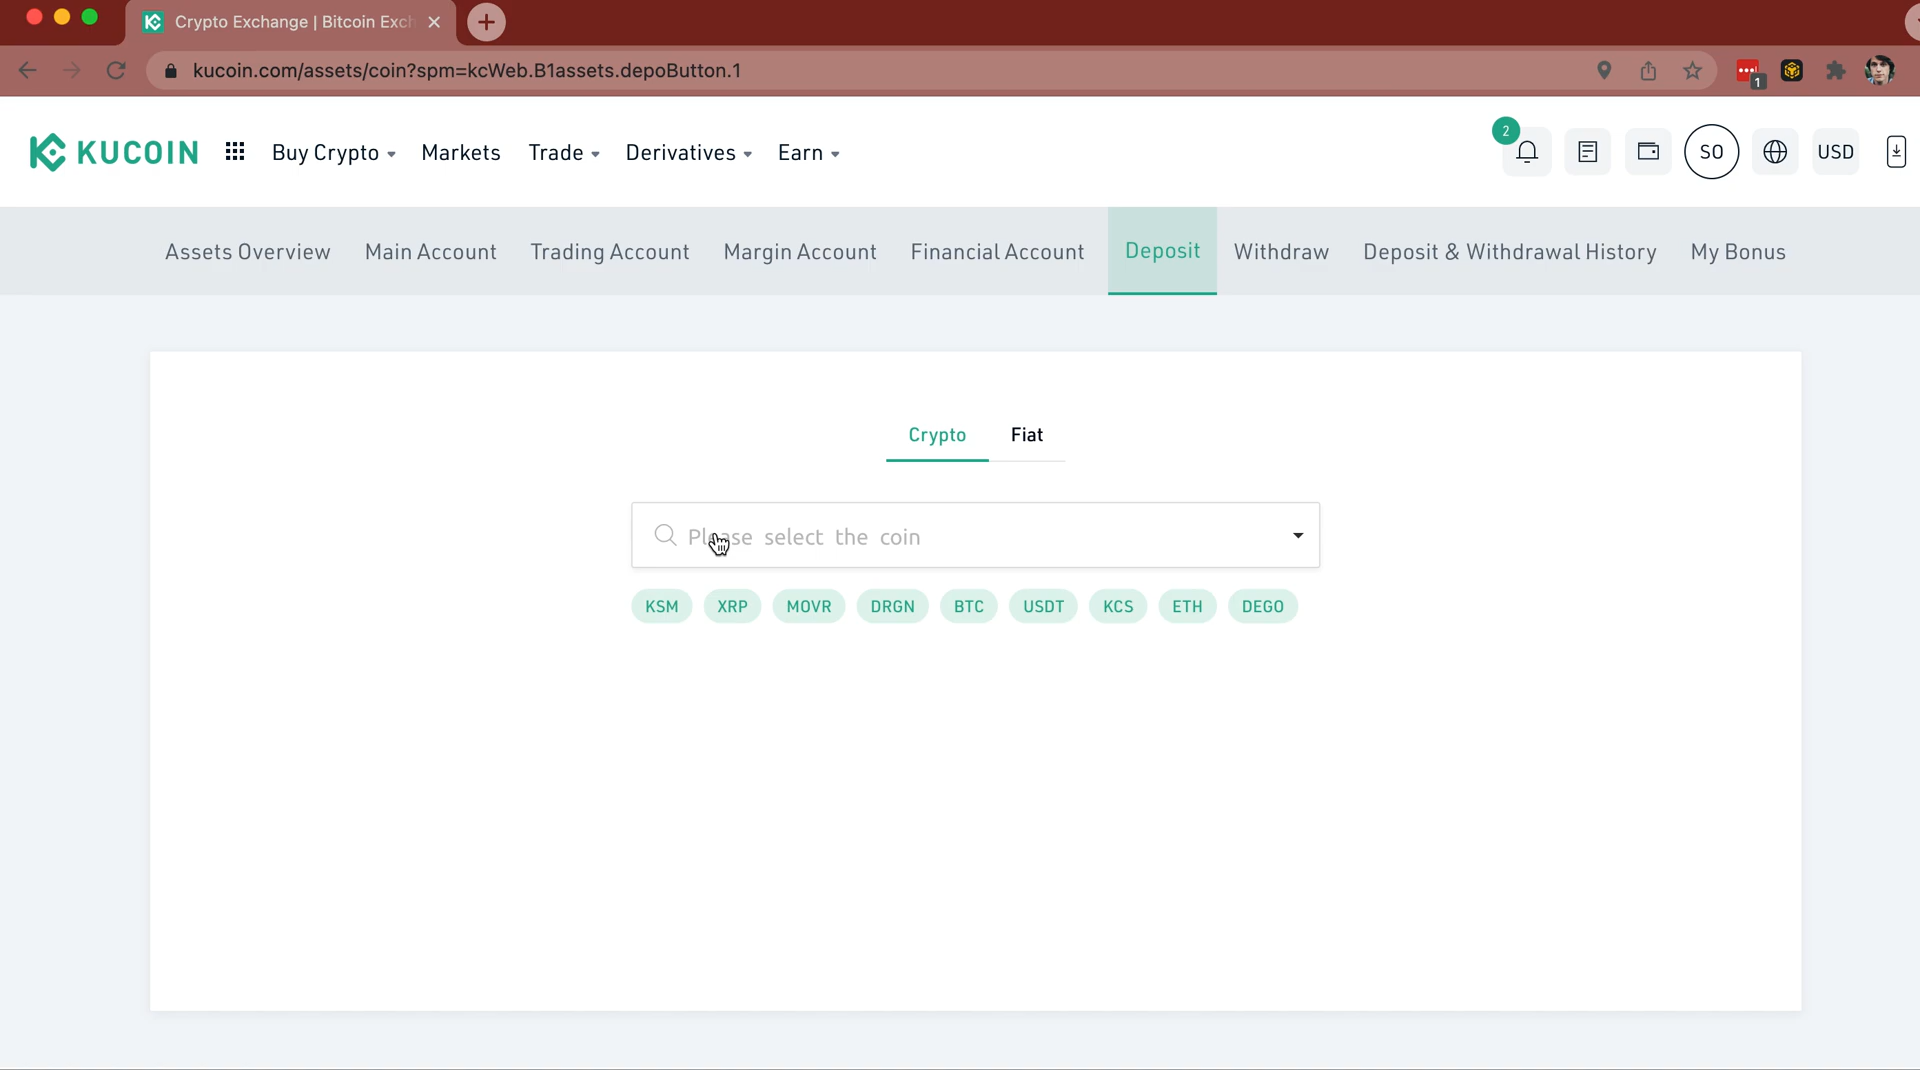 Crypto Exchange | Bitcoin Exch
kucoin.com/assets/coin?spm=kcWeb.B1assets.depoButton.1
1
KUCOIN Buy Crypto Markets Trade Derivatives Earn 2 SO USD
Assets Overview Main Account Trading Account Margin Account Financial Account Deposit Withdraw Deposit & Withdrawal History My Bonus
Crypto Fiat
Please select the coin
KSM XRP MOVR DRGN BTC USDT KCS ETH DEGO